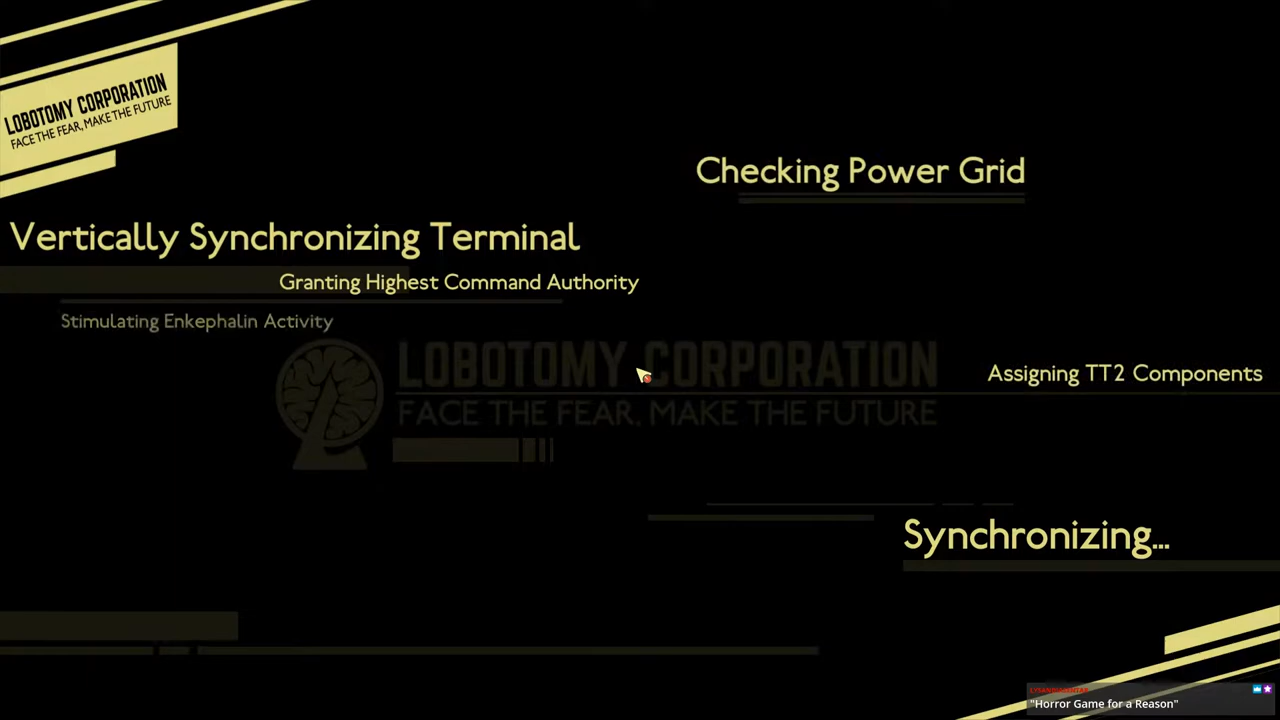 LOBOTOMY CORPORATION
FACE THE FEAR, MAKE THE FUTURE
Checking Power Grid
Vertically Synchronizing Terminal
Granting Highest Command Authority
Stimulating Enkephalin Activity
LOBOTOMY CORPORATION
FACE THE FEAR, MAKE THE FUTURE
Assigning TT2 Components
Synchronizing...
"Horror Game for a Reason"